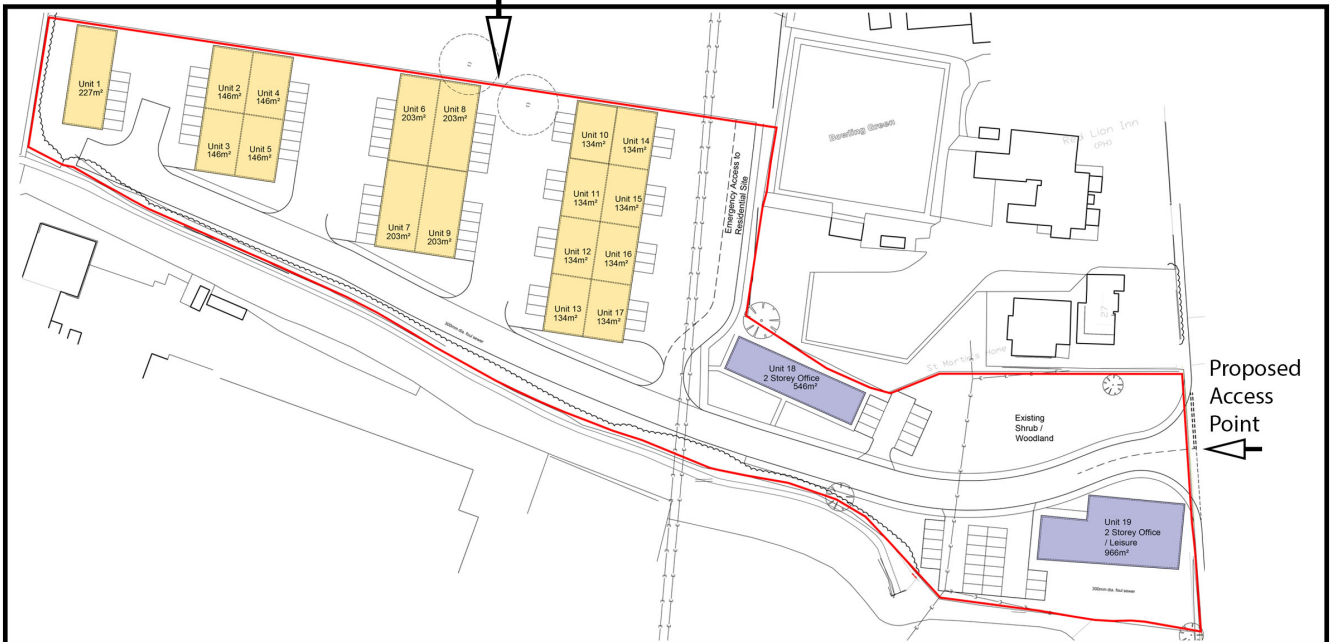 Unit 1
227m²
Unit 2
146m²
Unit 4
146m²
Unit 3
146m²
Unit 5
146m²
Unit 6
203m²
Unit 8
203m²
Unit 7
203m²
Unit 9
203m²
Unit 10
134m²
Unit 14
134m²
Unit 11
134m²
Unit 15
134m²
Unit 12
134m²
Unit 16
134m²
Unit 13
134m²
Unit 17
134m²
Emergency Access to
Residential Site
Bowling Green
Red Lion Inn
(PH)
St Martin's Home
300mm dia. foul sewer
Unit 18
2 Storey Office
546m²
Existing
Shrub /
Woodland
Proposed
Access
Point
Unit 19
2 Storey Office
/ Leisure
966m²
300mm dia. foul sewer